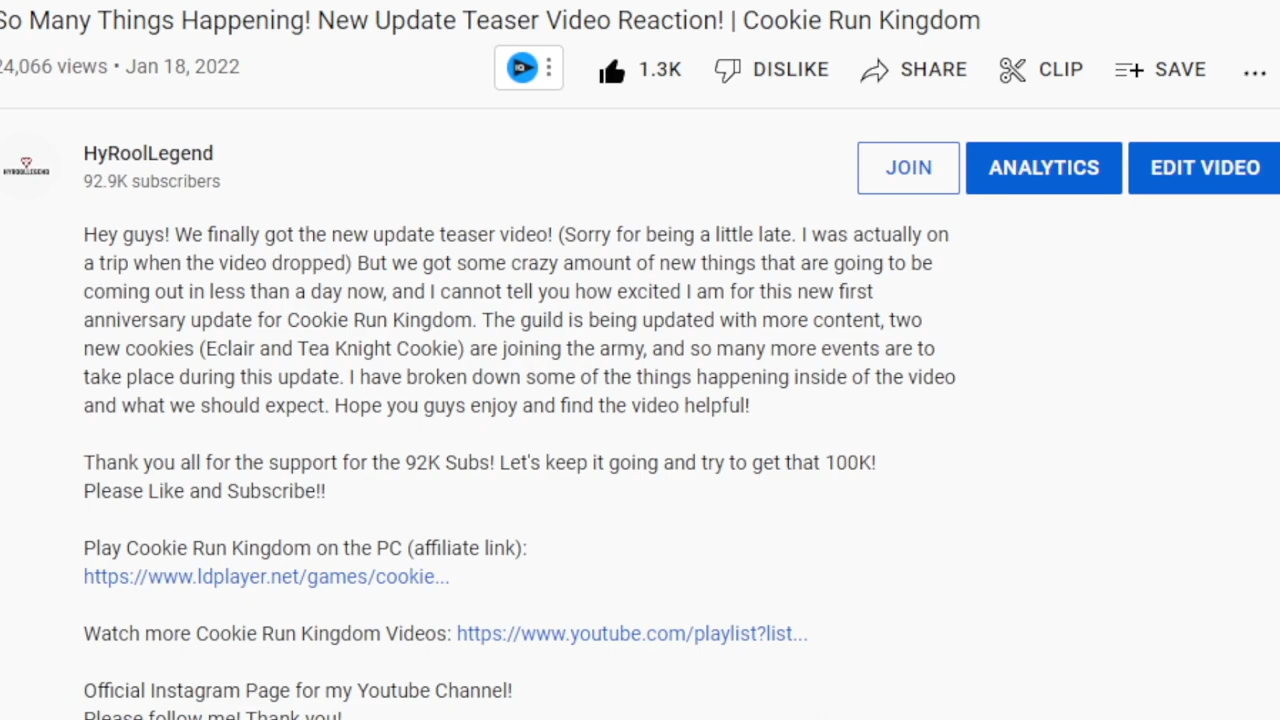 So Many Things Happening! New Update Teaser Video Reaction! | Cookie Run Kingdom
24,066 views • Jan 18, 2022
1.3K
DISLIKE
SHARE
CLIP
SAVE
HYROOLLEGEND
HyRoolLegend
92.9K subscribers
JOIN
ANALYTICS
EDIT VIDEO
Hey guys! We finally got the new update teaser video! (Sorry for being a little late. I was actually on
a trip when the video dropped) But we got some crazy amount of new things that are going to be
coming out in less than a day now, and I cannot tell you how excited I am for this new first
anniversary update for Cookie Run Kingdom. The guild is being updated with more content, two
new cookies (Eclair and Tea Knight Cookie) are joining the army, and so many more events are to
take place during this update. I have broken down some of the things happening inside of the video
and what we should expect. Hope you guys enjoy and find the video helpful!
Thank you all for the support for the 92K Subs! Let's keep it going and try to get that 100K!
Please Like and Subscribe!!
Play Cookie Run Kingdom on the PC (affiliate link):
https://www.ldplayer.net/games/cookie...
Watch more Cookie Run Kingdom Videos: https://www.youtube.com/playlist?list...
Official Instagram Page for my Youtube Channel!
Please follow me! Thank you!